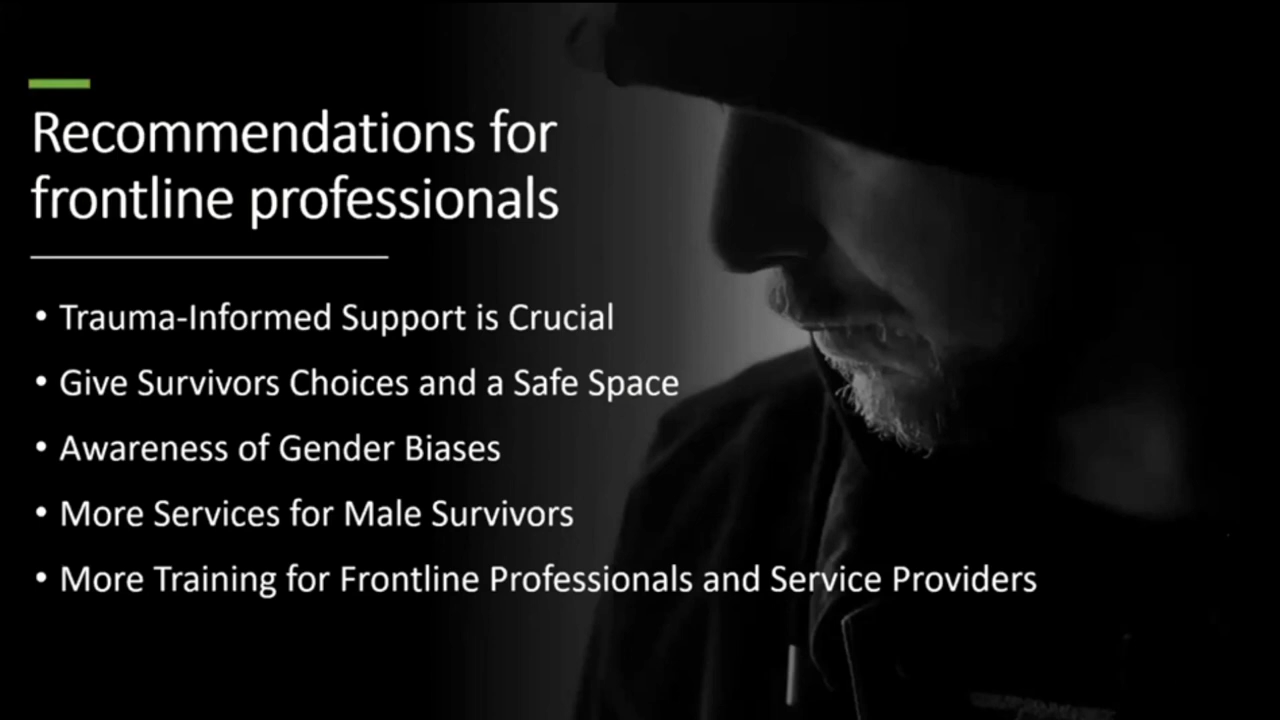 Recommendations for
frontline professionals
• Trauma-Informed Support is Crucial
• Give Survivors Choices and a Safe Space
• Awareness of Gender Biases
• More Services for Male Survivors
• More Training for Frontline Professionals and Service Providers